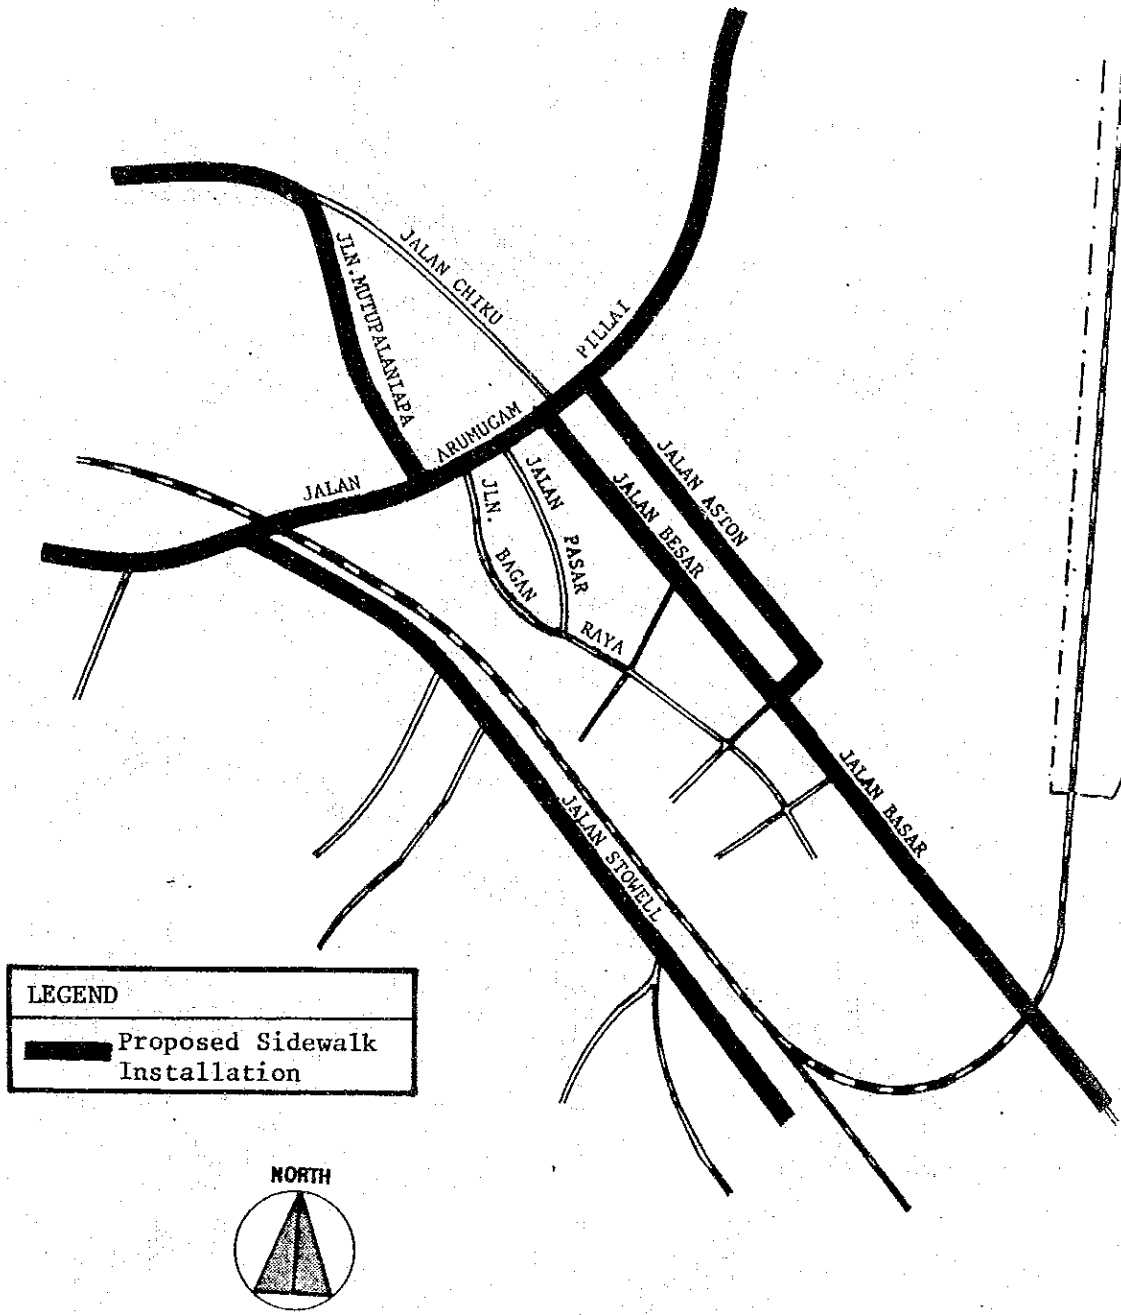 JALAN CHIKU
JLN.MUTUPALANIAPA
PILLAI
ARUMUGAM
JALAN
JALAN ASTON
JALAN BESAR
JALAN PASAR
JLN. BAGAN RAYA
JALAN BASAR
JALAN STOWELL
LEGEND
Proposed Sidewalk
Installation
NORTH